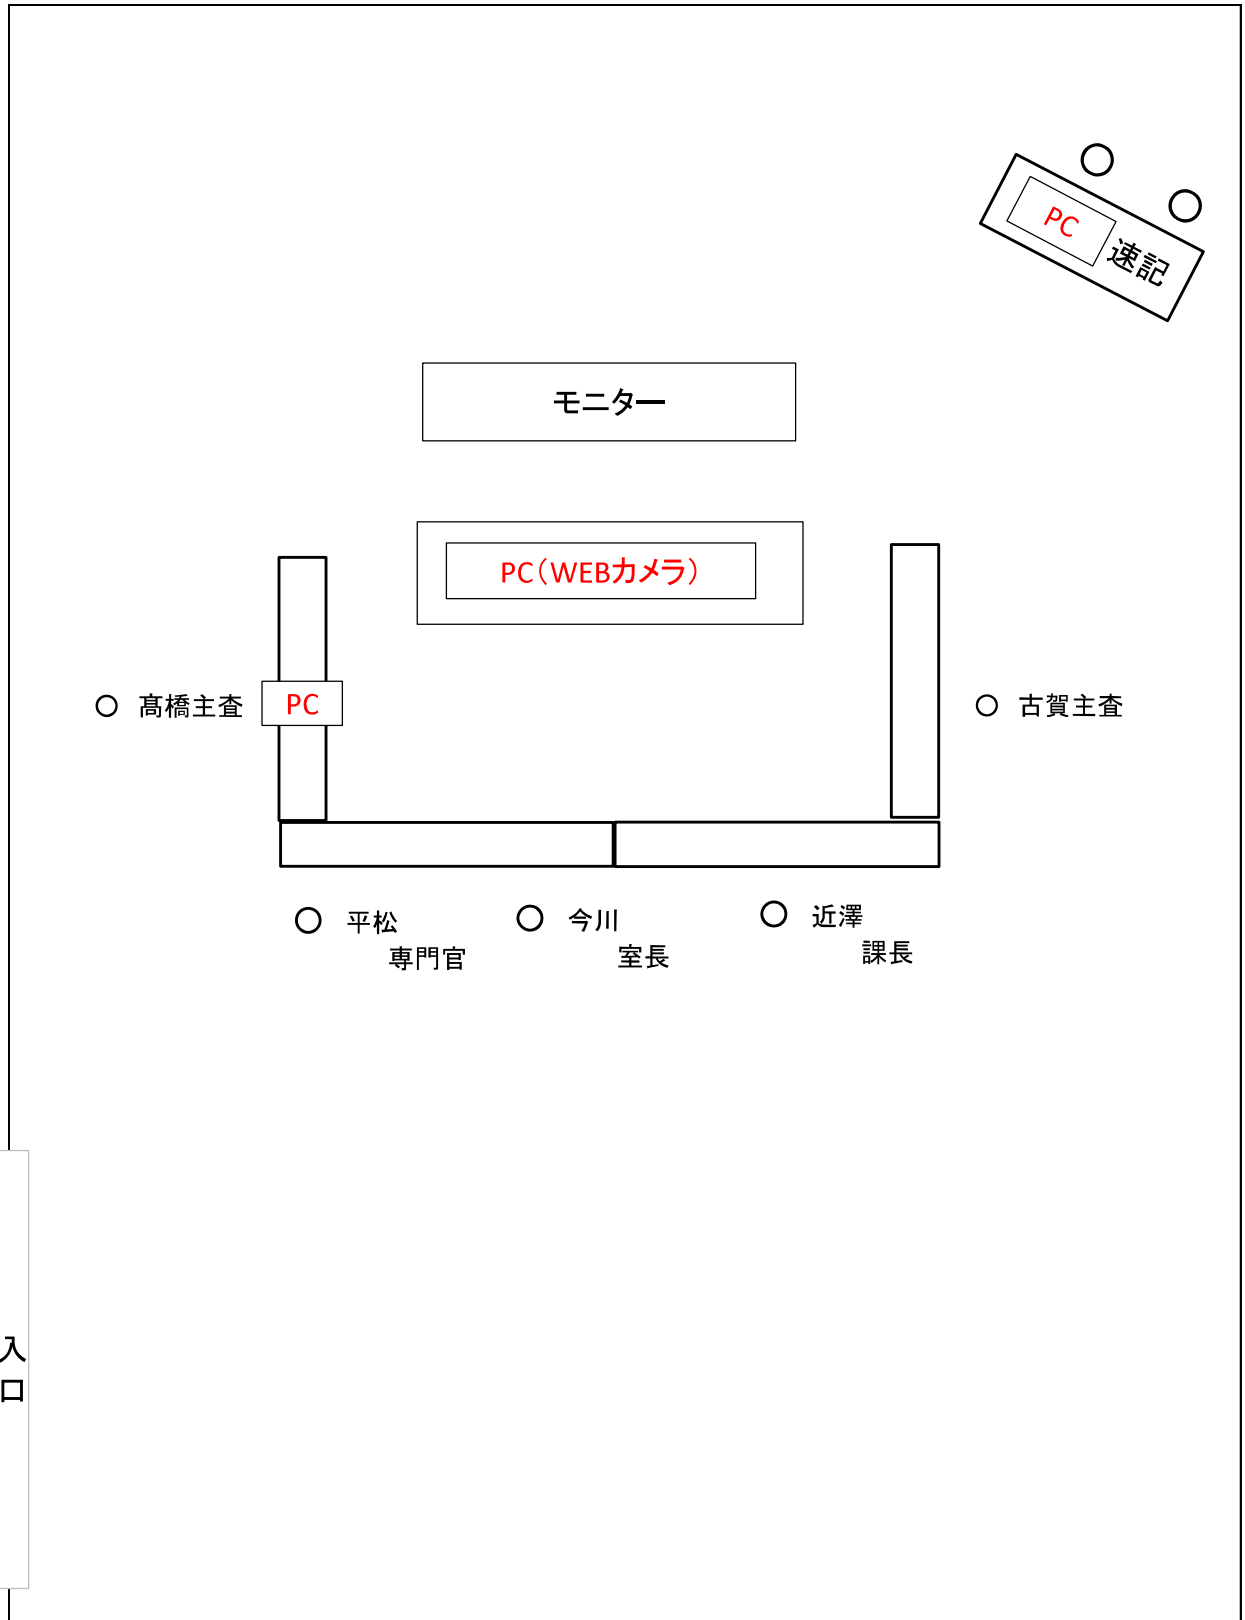 PC
速記
モニター
PC（WEBカメラ）
髙橋主査
PC
古賀主査
平松
専門官
今川
室長
近澤
課長
入
口